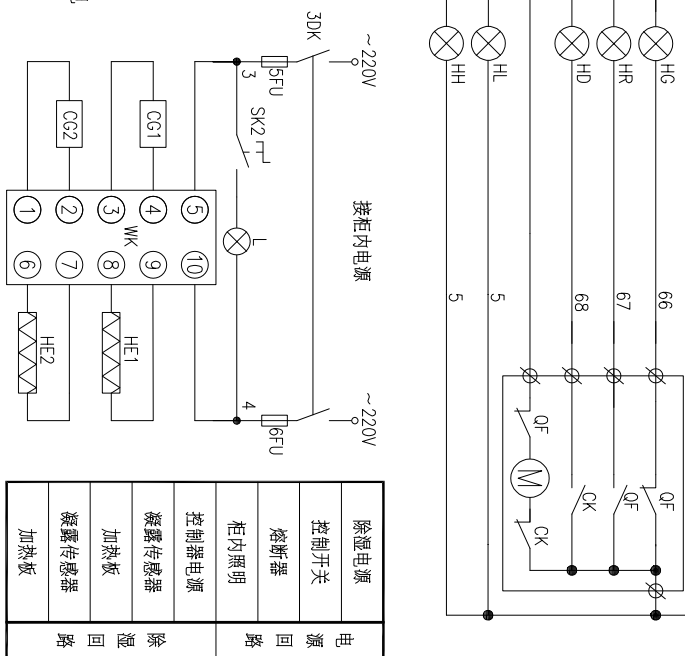 3DK
~220V
5FU
3
SK2
L
CG2
CG1
1
2
3
4
5
WK
6
7
8
9
10
HE2
HE1
接柜内电源
4
6FU
~220V
除湿电源
控制开关
熔断器
柜内照明
控制器电源
凝露传感器
加热板
凝露传感器
加热板
电源回路
除湿回路
HH
HL
HD
HR
HG
5
5
68
67
66
QF
M
CK
CK
QF
QF